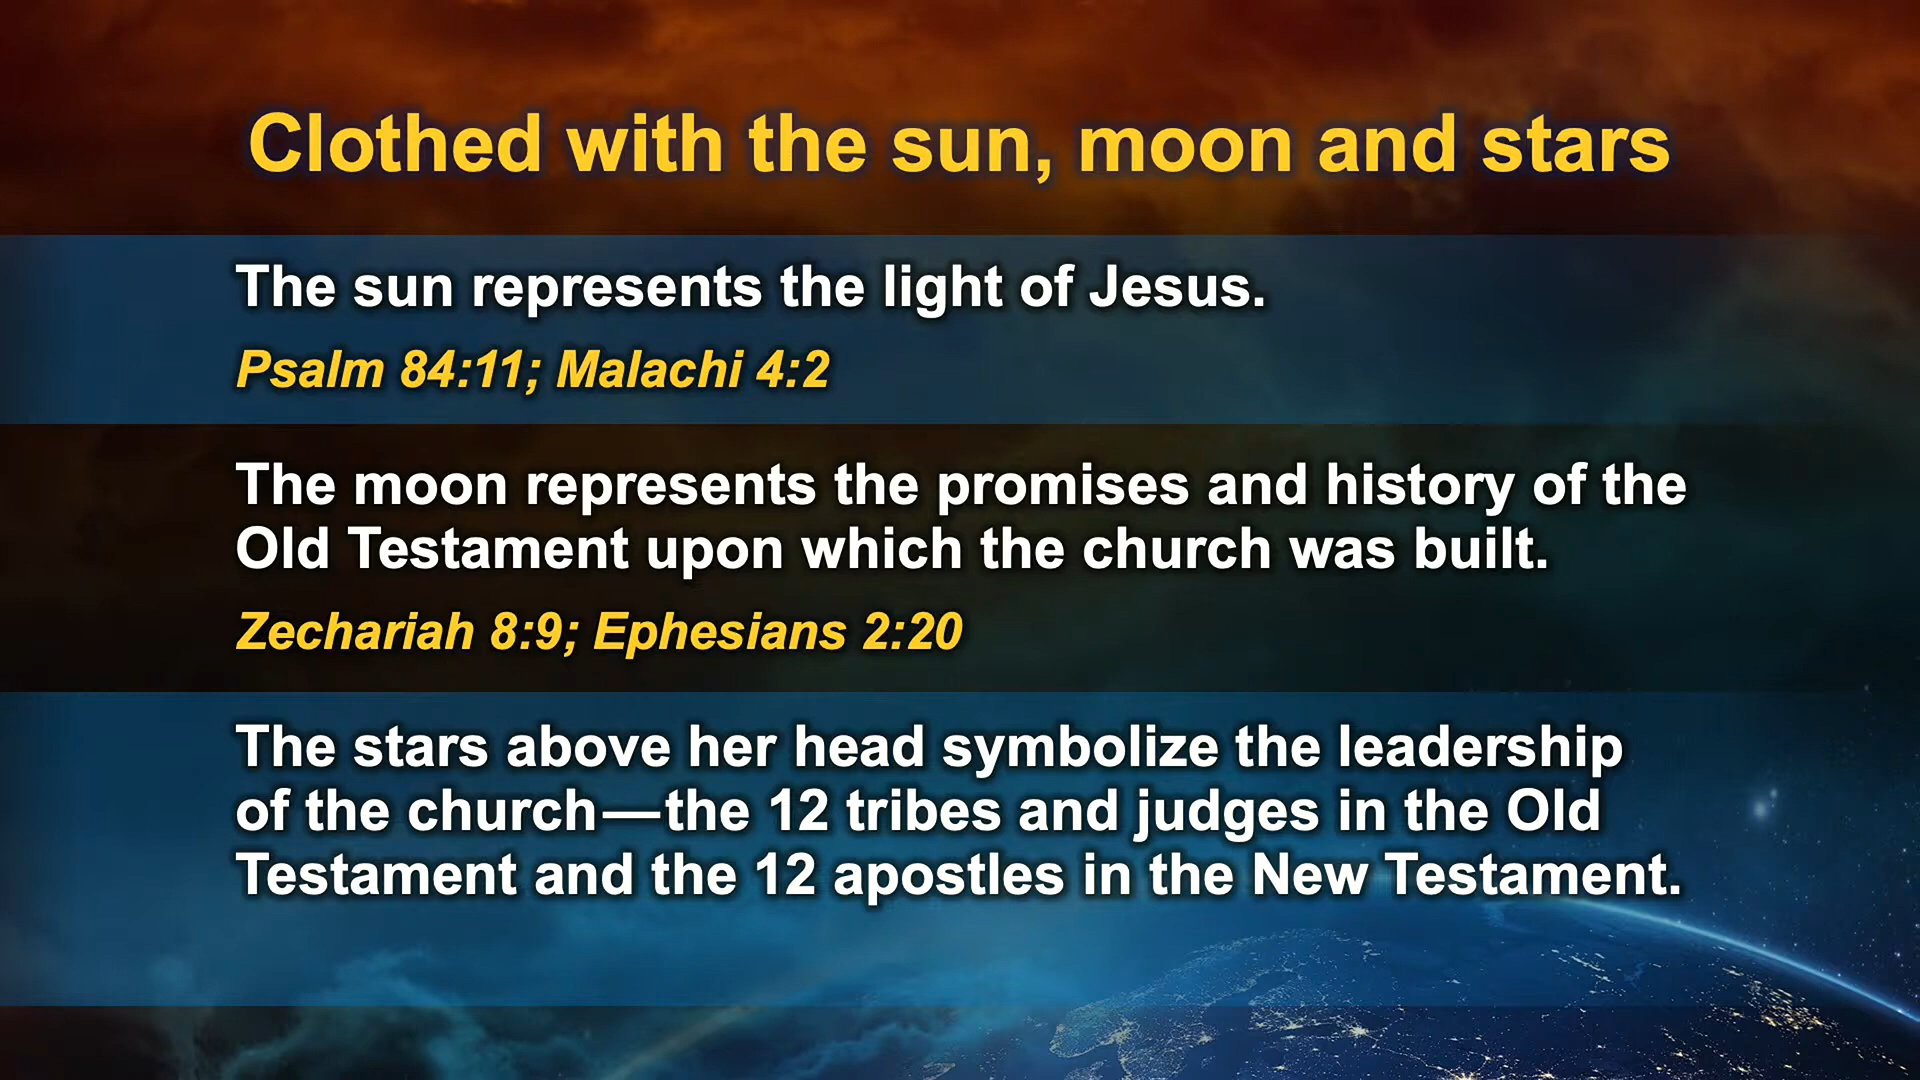 Clothed with the sun, moon and stars
The sun represents the light of Jesus.
Psalm 84:11; Malachi 4:2
The moon represents the promises and history of the
Old Testament upon which the church was built.
Zechariah 8:9; Ephesians 2:20
The stars above her head symbolize the leadership
of the church—the 12 tribes and judges in the Old
Testament and the 12 apostles in the New Testament.